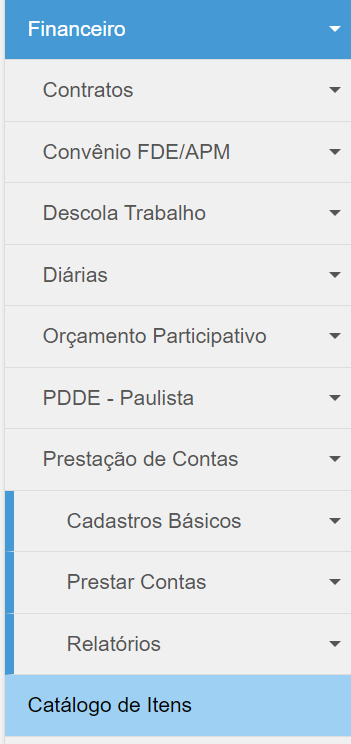 Financeiro
Contratos
Convênio FDE/APM
Descola Trabalho
Diárias
Orçamento Participativo
PDDE - Paulista
Prestação de Contas
Cadastros Básicos
Prestar Contas
Relatórios
Catálogo de Itens